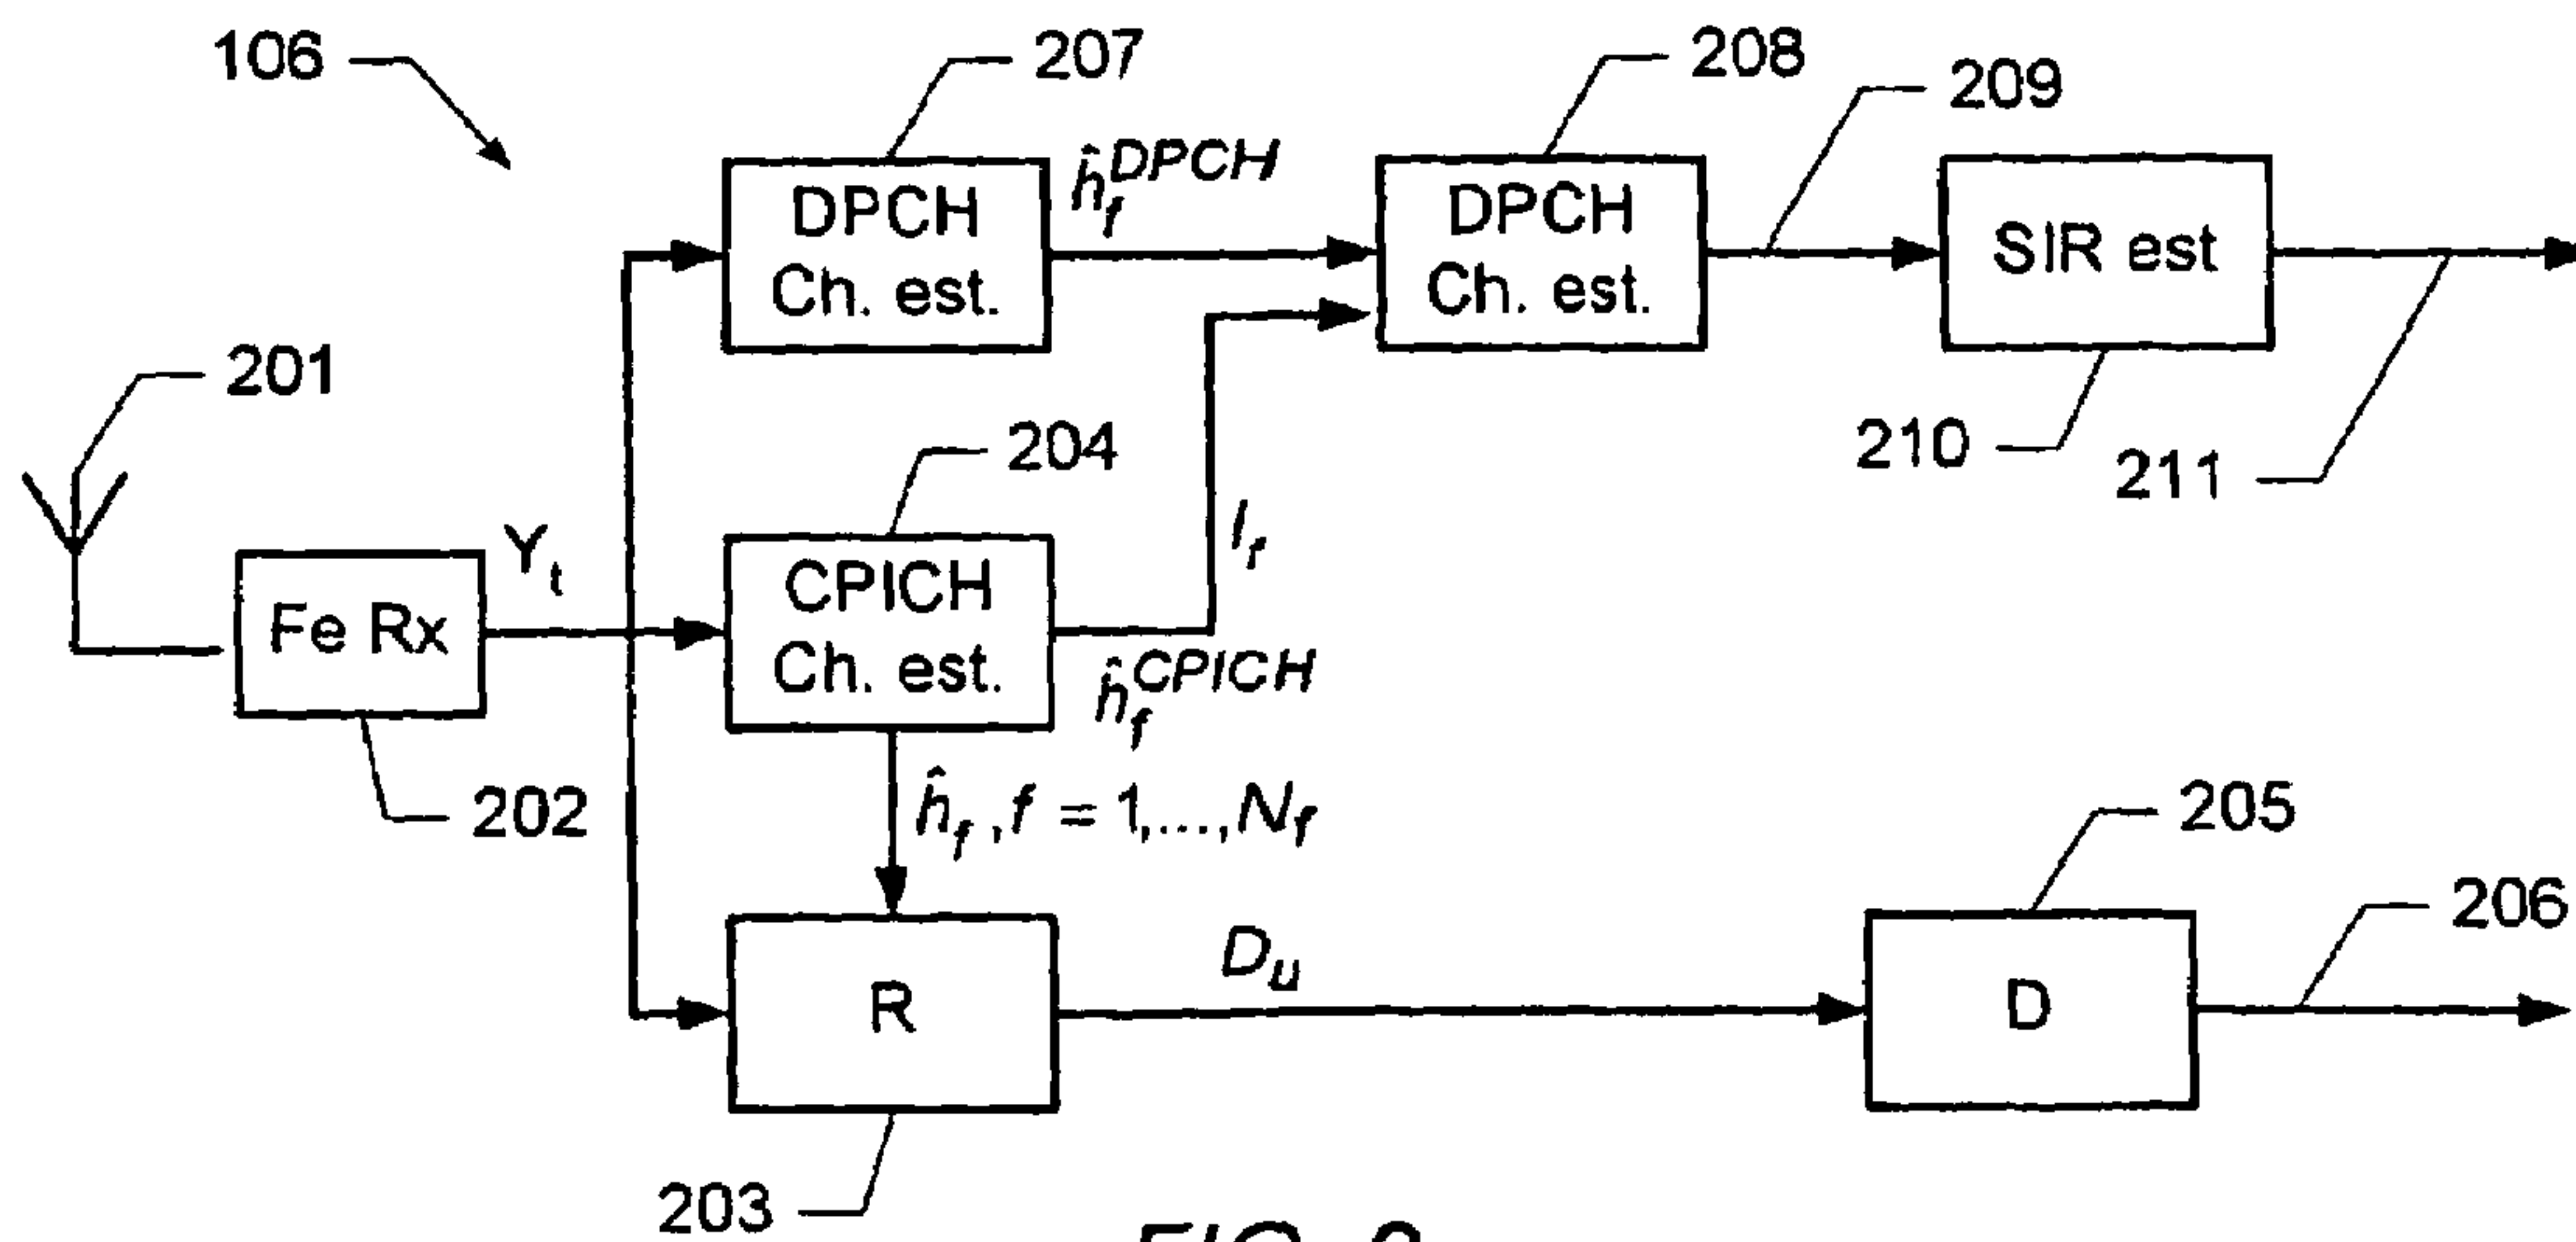 106
207
208
209
DPCH
Ch. est.
ĥ_f^DPCH
DPCH
Ch. est.
SIR est
201
204
210
211
Fe Rx
Y_t
CPICH
Ch. est.
I_f
ĥ_f^CPICH
202
ĥ_f, f = 1,...,N_f
205
206
R
D_u
D
203